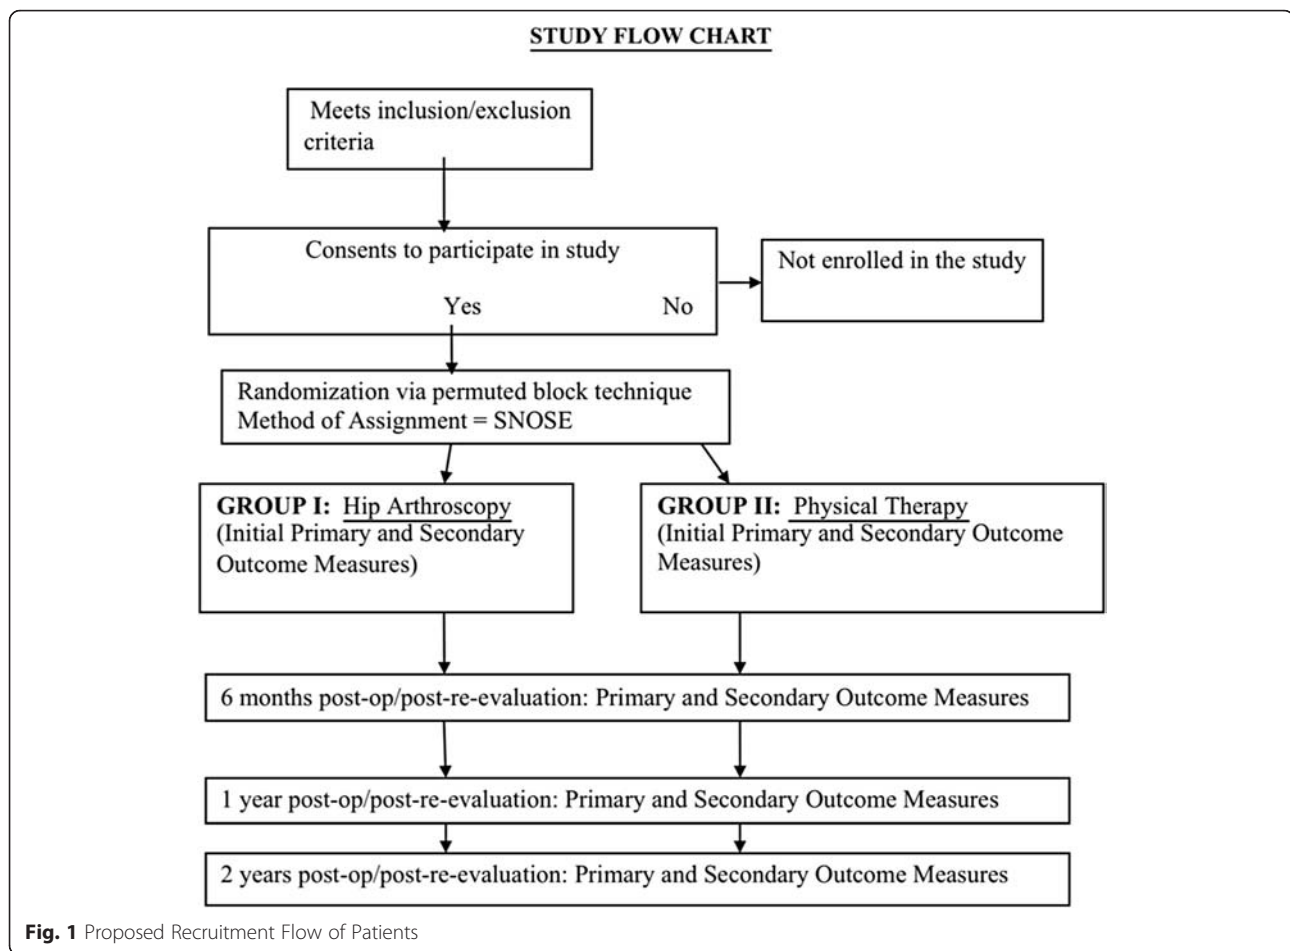 STUDY FLOW CHART
Meets inclusion/exclusion
criteria
Consents to participate in study
Yes No
Not enrolled in the study
Randomization via permuted block technique
Method of Assignment = SNOSE
GROUP I: Hip Arthroscopy
(Initial Primary and Secondary
Outcome Measures)
GROUP II: Physical Therapy
(Initial Primary and Secondary Outcome
Measures)
6 months post-op/post-re-evaluation: Primary and Secondary Outcome Measures
1 year post-op/post-re-evaluation: Primary and Secondary Outcome Measures
2 years post-op/post-re-evaluation: Primary and Secondary Outcome Measures
Fig. 1 Proposed Recruitment Flow of Patients